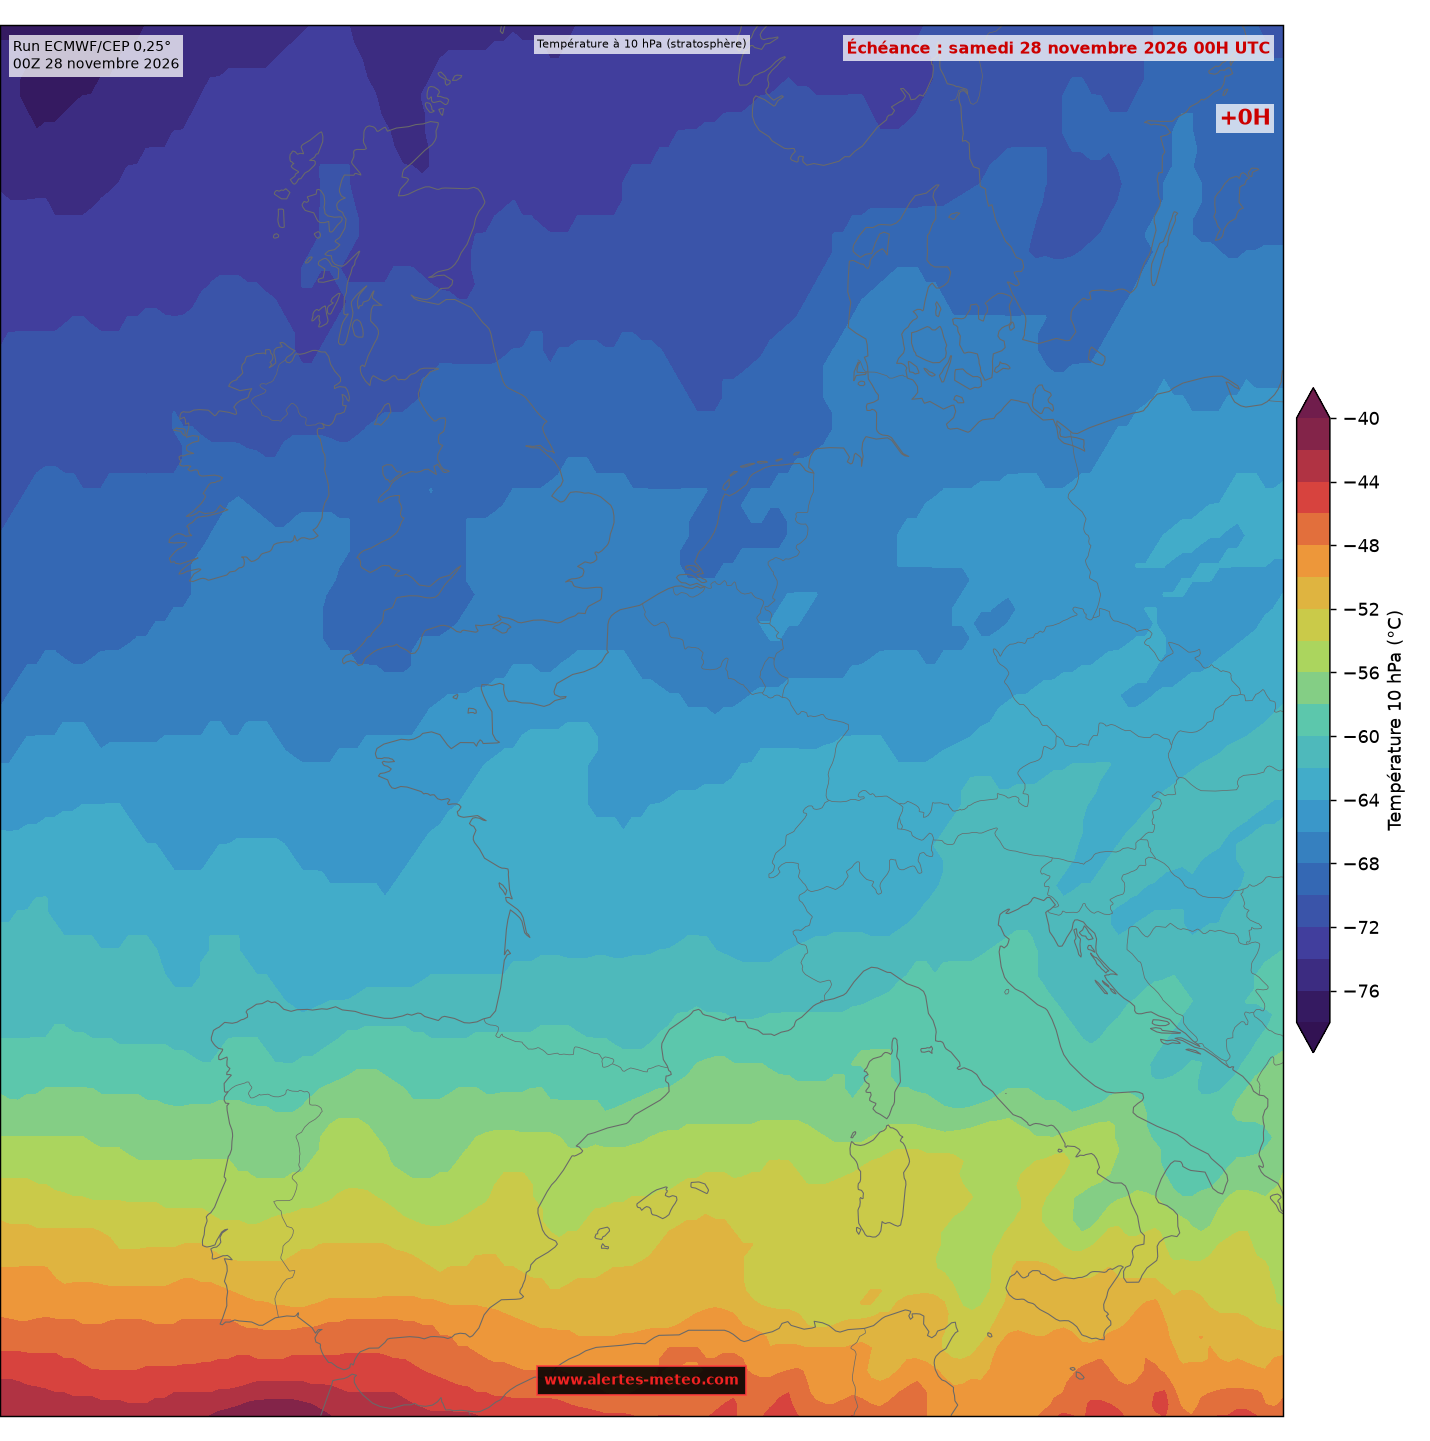 Run ECMWF/CEP 0,25°
00Z 28 novembre 2026
Température à 10 hPa (stratosphère)
Échéance : samedi 28 novembre 2026 00H UTC
+0H
−40
−44
−48
−52
−56
−60
−64
−68
−72
−76
Température 10 hPa (°C)
www.alertes-meteo.com